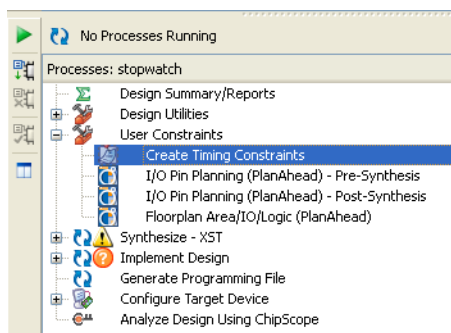 No Processes Running
Processes: stopwatch
Design Summary/Reports
Design Utilities
User Constraints
Create Timing Constraints
I/O Pin Planning (PlanAhead) - Pre-Synthesis
I/O Pin Planning (PlanAhead) - Post-Synthesis
Floorplan Area/IO/Logic (PlanAhead)
Synthesize - XST
Implement Design
Generate Programming File
Configure Target Device
Analyze Design Using ChipScope